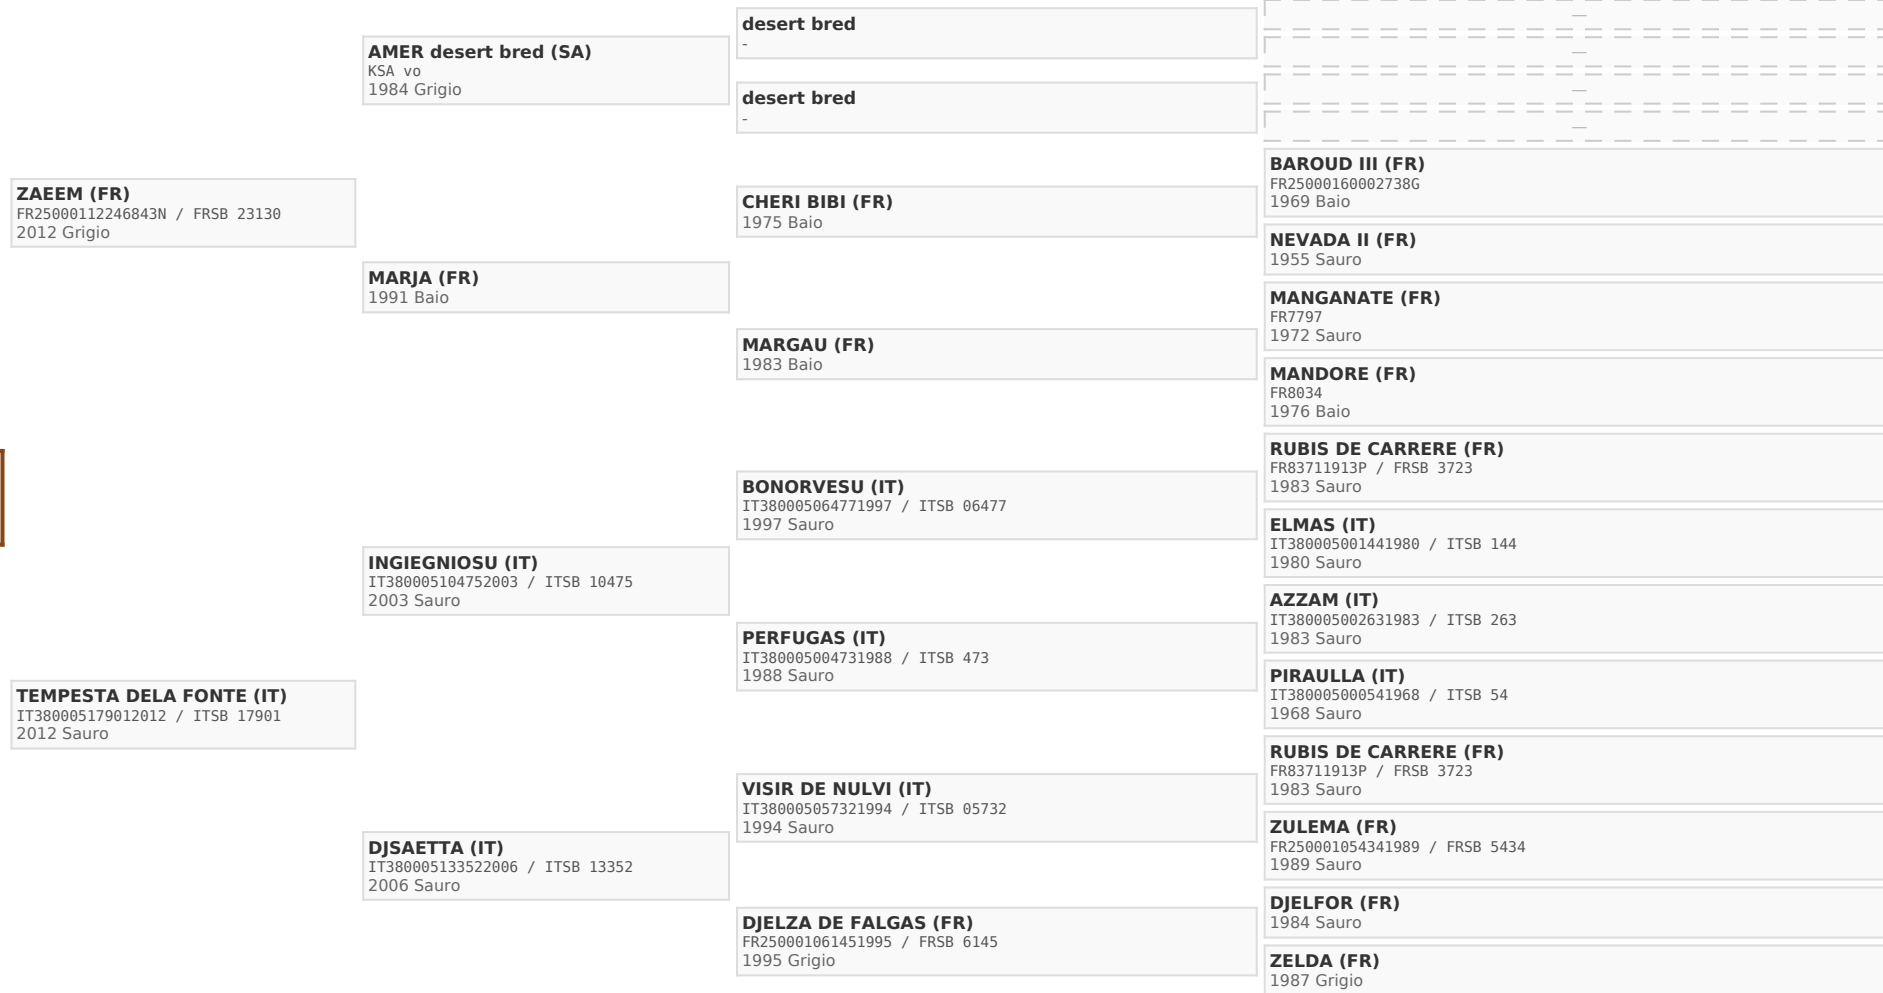 ZAEEM (FR)
FR25000112246843N / FRSB 23130
2012 Grigio
TEMPESTA DELA FONTE (IT)
IT380005179012012 / ITSB 17901
2012 Sauro
AMER desert bred (SA)
KSA vo
1984 Grigio
MARJA (FR)
1991 Baio
INGIEGNIOSU (IT)
IT380005104752003 / ITSB 10475
2003 Sauro
DJSAETTA (IT)
IT380005133522006 / ITSB 13352
2006 Sauro
desert bred
-
desert bred
-
CHERI BIBI (FR)
1975 Baio
MARGAU (FR)
1983 Baio
BONORVESU (IT)
IT380005064771997 / ITSB 06477
1997 Sauro
PERFUGAS (IT)
IT380005004731988 / ITSB 473
1988 Sauro
VISIR DE NULVI (IT)
IT380005057321994 / ITSB 05732
1994 Sauro
DJELZA DE FALGAS (FR)
FR250001061451995 / FRSB 6145
1995 Grigio
—
—
—
—
BAROUD III (FR)
FR25000160002738G
1969 Baio
NEVADA II (FR)
1955 Sauro
MANGANATE (FR)
FR7797
1972 Sauro
MANDORE (FR)
FR8034
1976 Baio
RUBIS DE CARRERE (FR)
FR83711913P / FRSB 3723
1983 Sauro
ELMAS (IT)
IT380005001441980 / ITSB 144
1980 Sauro
AZZAM (IT)
IT380005002631983 / ITSB 263
1983 Sauro
PIRAULLA (IT)
IT380005000541968 / ITSB 54
1968 Sauro
RUBIS DE CARRERE (FR)
FR83711913P / FRSB 3723
1983 Sauro
ZULEMA (FR)
FR250001054341989 / FRSB 5434
1989 Sauro
DJELFOR (FR)
1984 Sauro
ZELDA (FR)
1987 Grigio